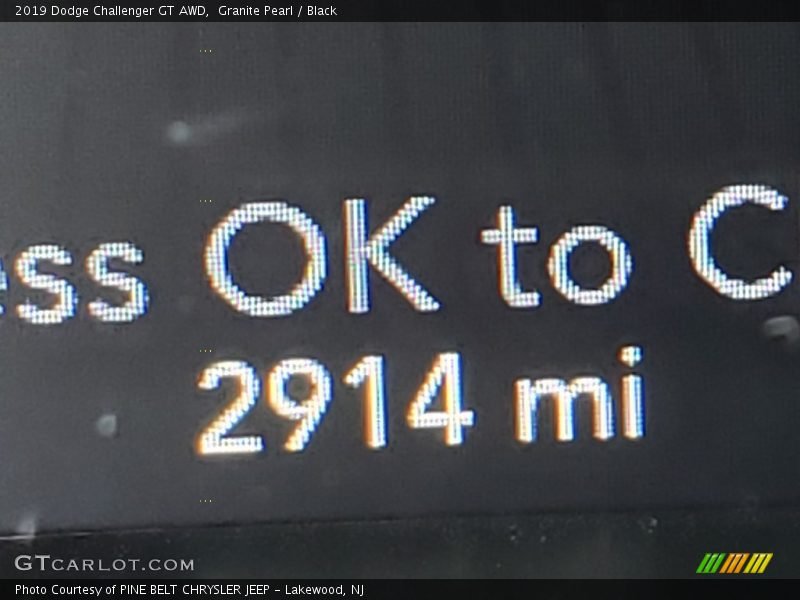 2019 Dodge Challenger GT AWD,  Granite Pearl / Black
ess OK to C
2914 mi
GTCARLOT.COM
Photo Courtesy of PINE BELT CHRYSLER JEEP - Lakewood, NJ